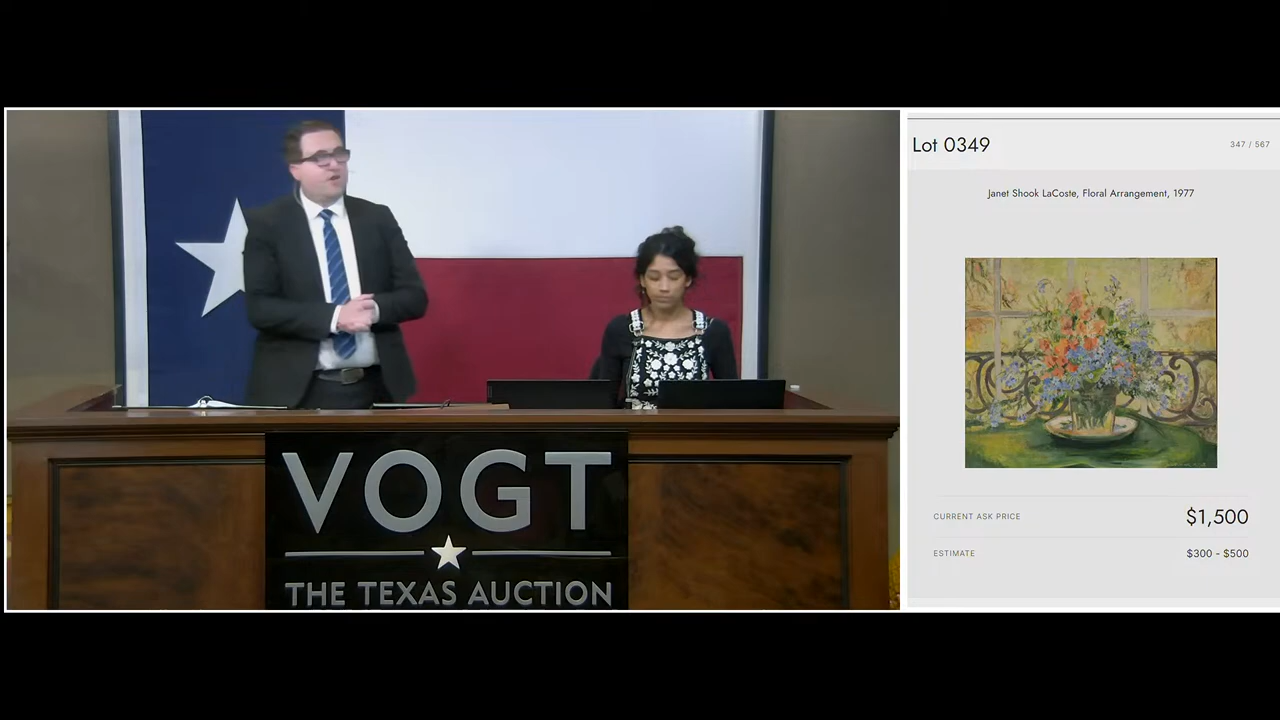 VOGT
THE TEXAS AUCTION
Lot 0349
347 / 567
Janet Shook LaCoste, Floral Arrangement, 1977
CURRENT ASK PRICE
$1,500
ESTIMATE
$300 - $500